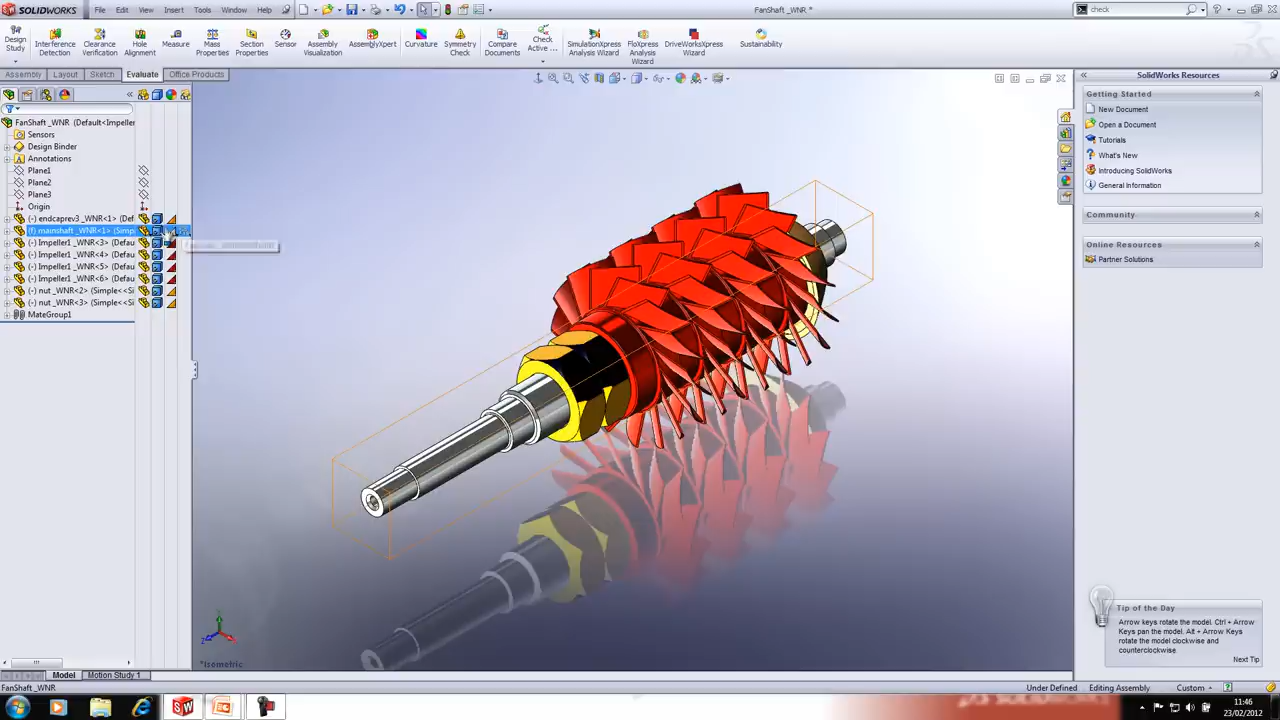 SOLIDWORKS File Edit View Insert Tools Window Help FanShaft _WNR * check
Design Study Interference Detection Clearance Verification Hole Alignment Measure Mass Properties Section Properties Sensor Assembly Visualization AssemblyXpert Curvature Symmetry Check Compare Documents Check Active ... SimulationXpress Analysis Wizard FloXpress Analysis Wizard DriveWorksXpress Wizard Sustainability
Assembly Layout Sketch Evaluate Office Products
SolidWorks Resources
Getting Started
New Document
Open a Document
Tutorials
What's New
Introducing SolidWorks
General Information
Community
Online Resources
Partner Solutions
FanShaft _WNR (Default<Impeller
Sensors
Design Binder
Annotations
Plane1
Plane2
Plane3
Origin
(-) endcaprev3 _WNR<1> (Def
(f) mainshaft _WNR<1> (Simp
(-) Impeller1 _WNR<3> (Defau
(-) Impeller1 _WNR<4> (Defau
(-) Impeller1 _WNR<5> (Defau
(-) Impeller1 _WNR<6> (Defau
(-) nut _WNR<2> (Simple<<Si
(-) nut _WNR<3> (Simple<<Si
MateGroup1
Tip of the Day
Arrow keys rotate the model. Ctrl + Arrow
Keys pan the model. Alt + Arrow Keys
rotate the model clockwise and
counterclockwise.
Next Tip
*Isometric
Model Motion Study 1
FanShaft _WNR Under Defined Editing Assembly Custom
11:46
23/02/2012